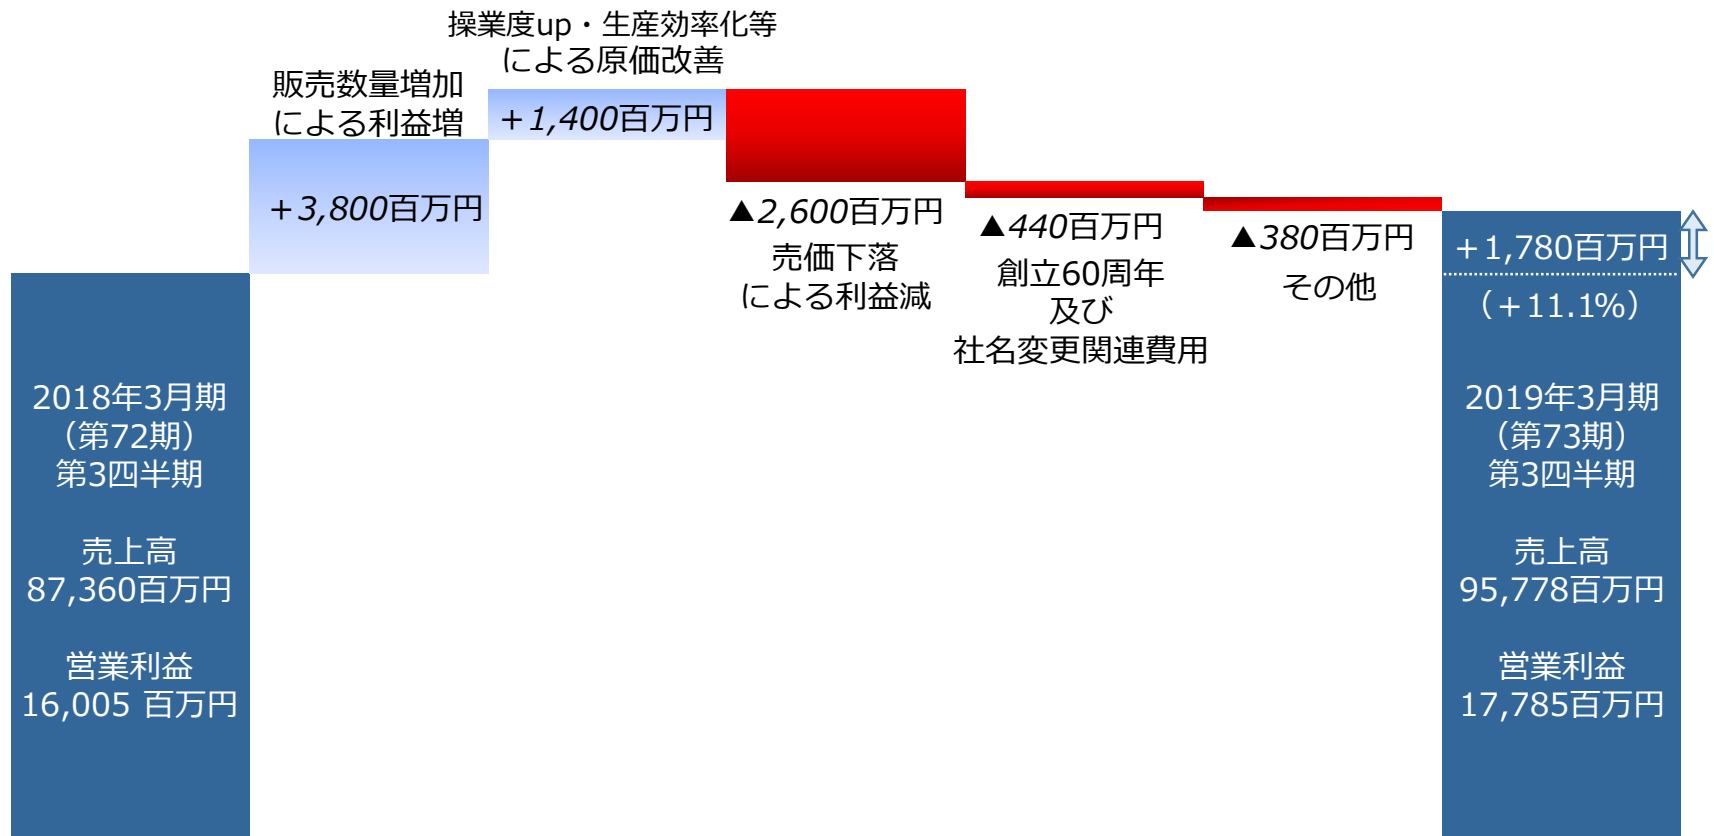 操業度up・生産効率化等
による原価改善
販売数量増加
による利益増
＋1,400百万円
＋3,800百万円
▲2,600百万円
売価下落
による利益減
▲440百万円
創立60周年
及び
社名変更関連費用
▲380百万円
その他
＋1,780百万円
（＋11.1%）
2018年3月期
（第72期）
第3四半期
売上高
87,360百万円
営業利益
16,005 百万円
2019年3月期
（第73期）
第3四半期
売上高
95,778百万円
営業利益
17,785百万円